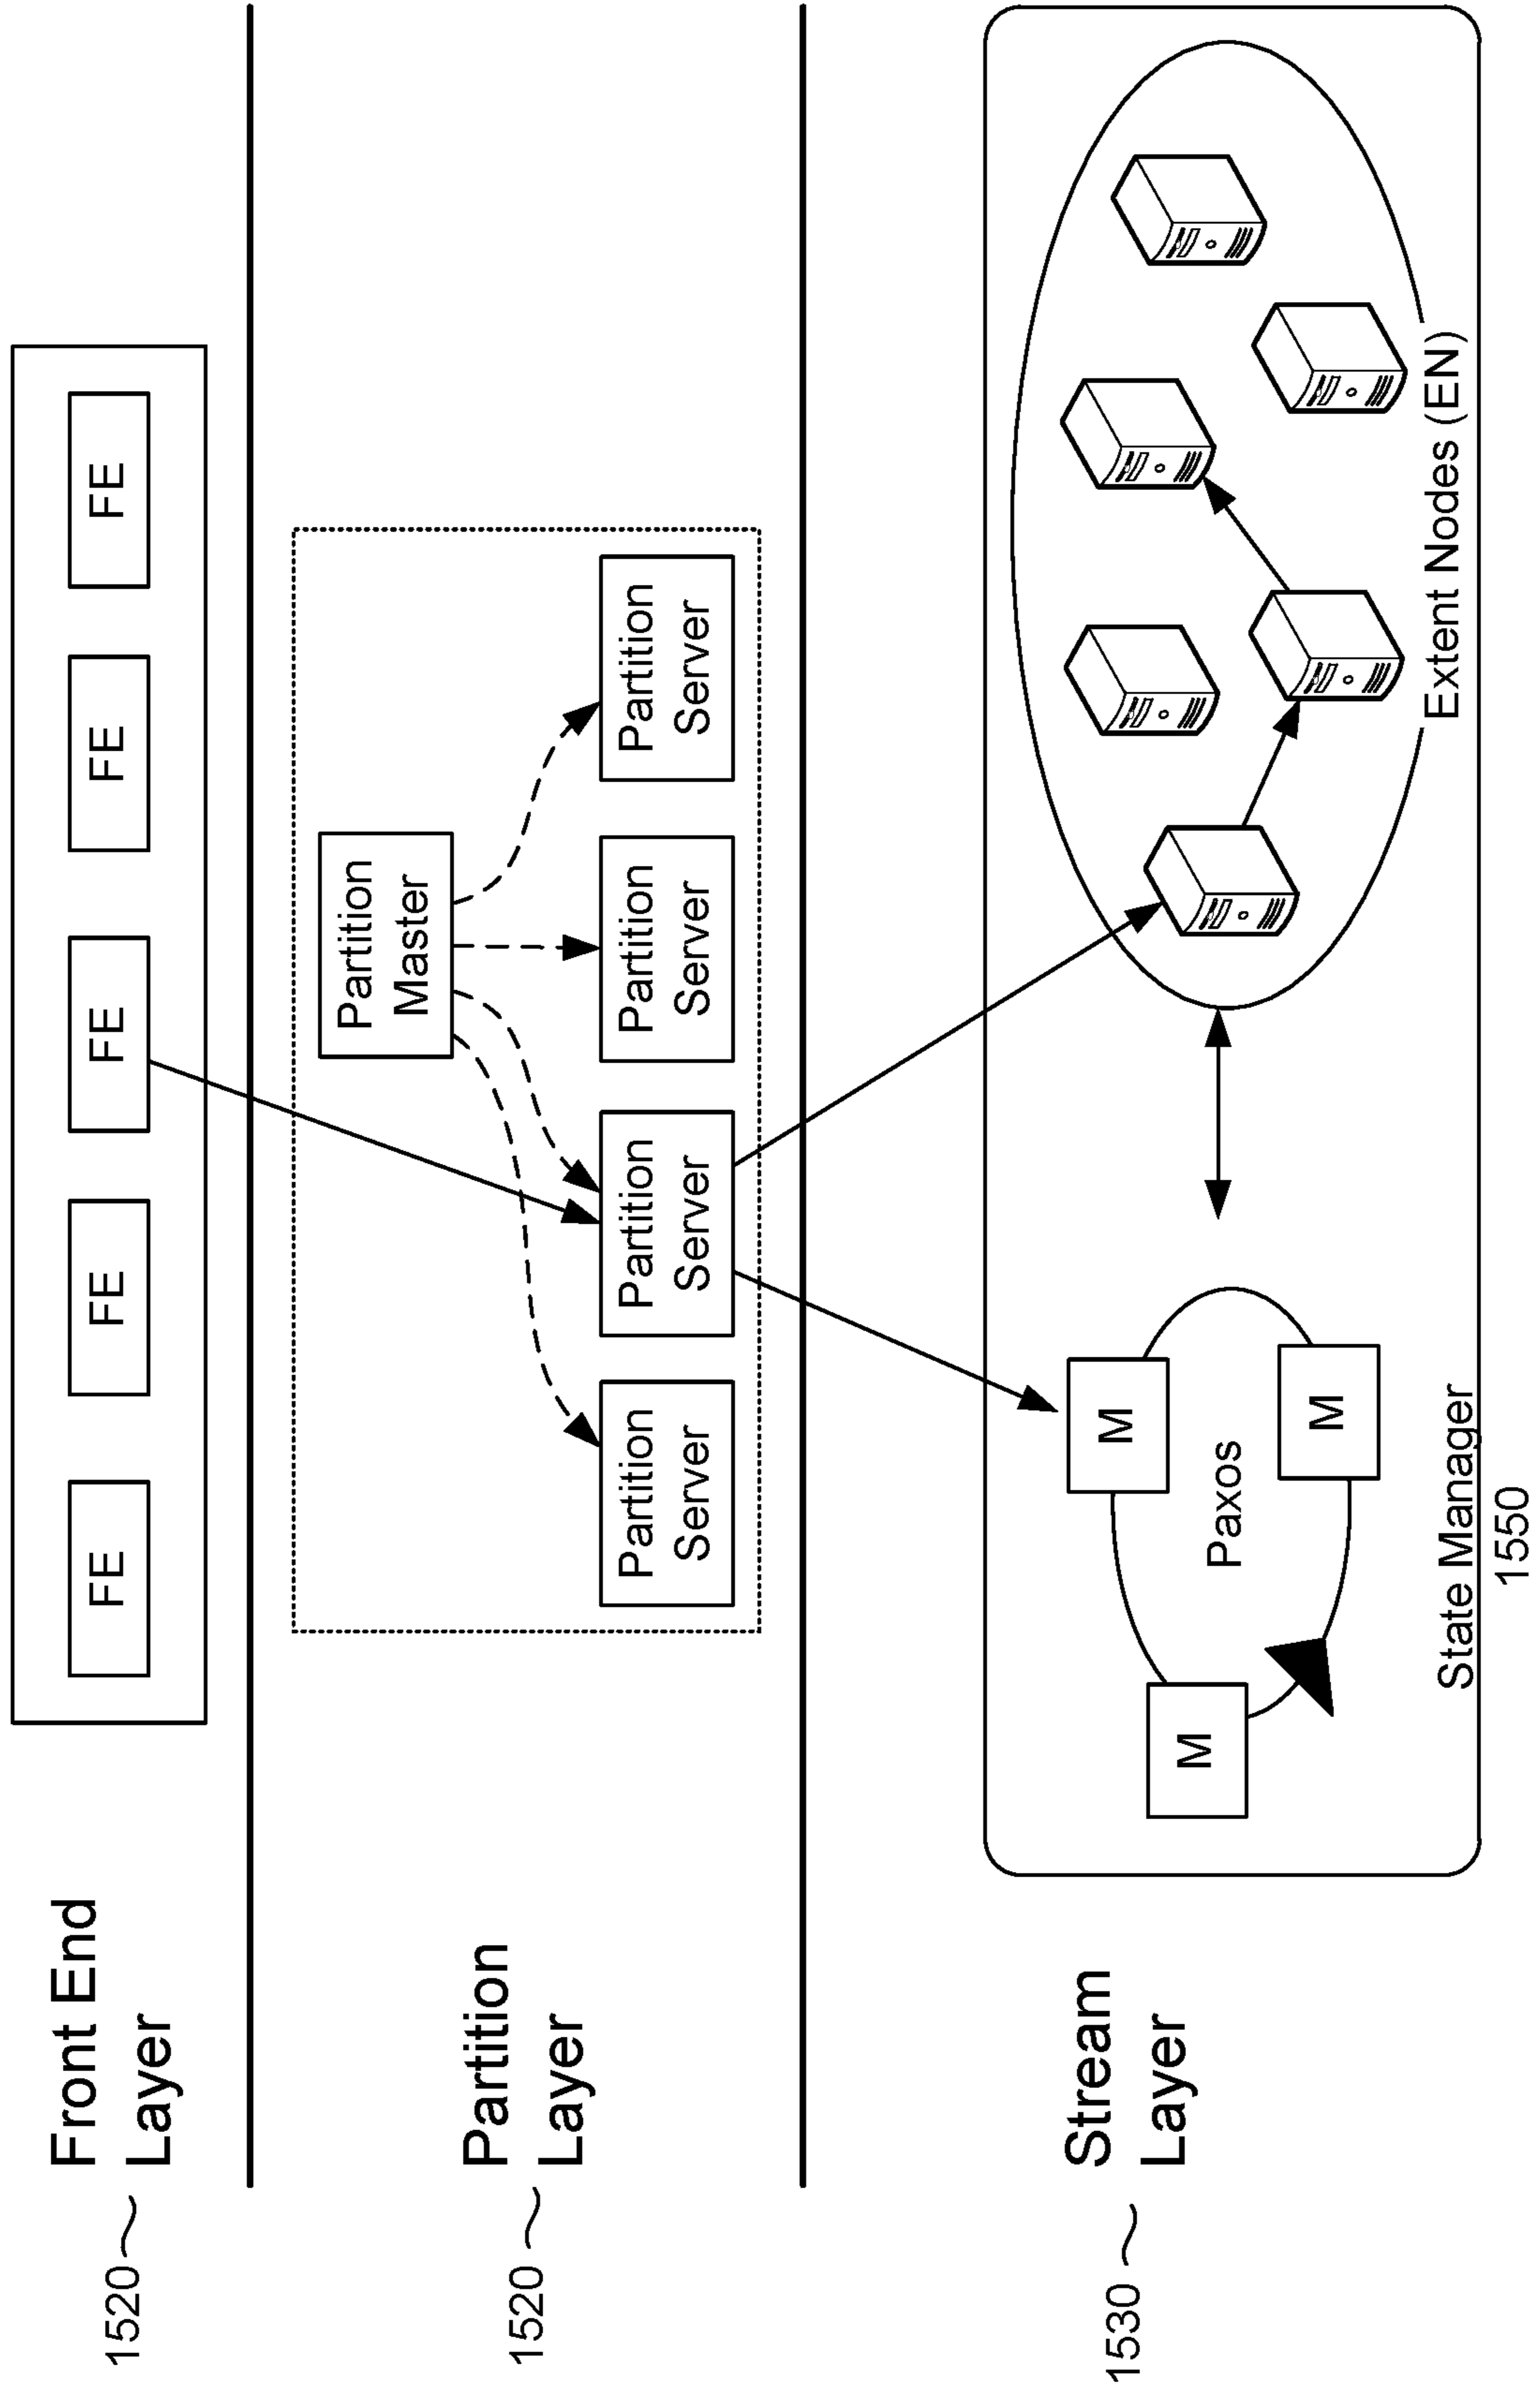 1520
Front End
Layer
FE
FE
FE
FE
FE
1520
Partition
Layer
Partition
Master
Partition
Server
Partition
Server
Partition
Server
Partition
Server
1530
Stream
Layer
M
M
M
Paxos
State Manager
1550
Extent Nodes (EN)